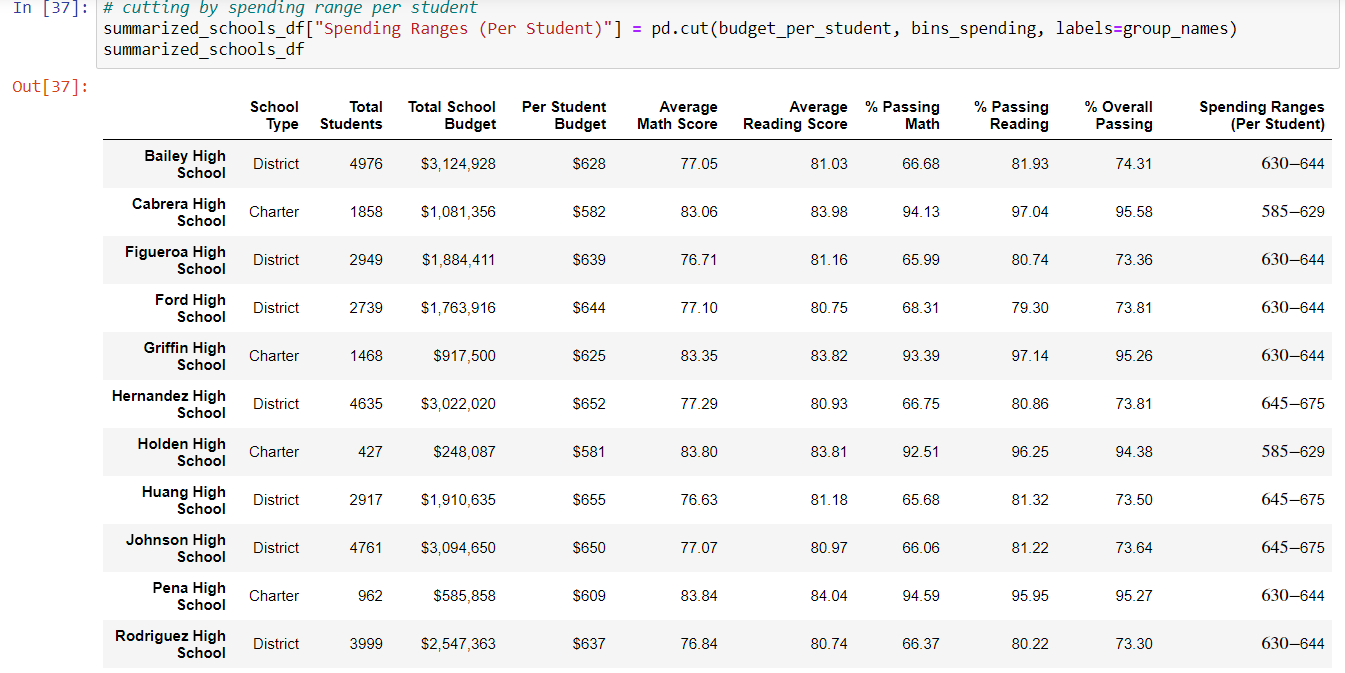 In [37]: # cutting by spending range per student
summarized_schools_df["Spending Ranges (Per Student)"] = pd.cut(budget_per_student, bins_spending, labels=group_names)
summarized_schools_df
Out[37]:
School Type Total Students Total School Budget Per Student Budget Average Math Score Average Reading Score % Passing Math % Passing Reading % Overall Passing Spending Ranges (Per Student)
Bailey High School District 4976 $3,124,928 $628 77.05 81.03 66.68 81.93 74.31 630−644
Cabrera High School Charter 1858 $1,081,356 $582 83.06 83.98 94.13 97.04 95.58 585−629
Figueroa High School District 2949 $1,884,411 $639 76.71 81.16 65.99 80.74 73.36 630−644
Ford High School District 2739 $1,763,916 $644 77.10 80.75 68.31 79.30 73.81 630−644
Griffin High School Charter 1468 $917,500 $625 83.35 83.82 93.39 97.14 95.26 630−644
Hernandez High School District 4635 $3,022,020 $652 77.29 80.93 66.75 80.86 73.81 645−675
Holden High School Charter 427 $248,087 $581 83.80 83.81 92.51 96.25 94.38 585−629
Huang High School District 2917 $1,910,635 $655 76.63 81.18 65.68 81.32 73.50 645−675
Johnson High School District 4761 $3,094,650 $650 77.07 80.97 66.06 81.22 73.64 645−675
Pena High School Charter 962 $585,858 $609 83.84 84.04 94.59 95.95 95.27 630−644
Rodriguez High School District 3999 $2,547,363 $637 76.84 80.74 66.37 80.22 73.30 630−644